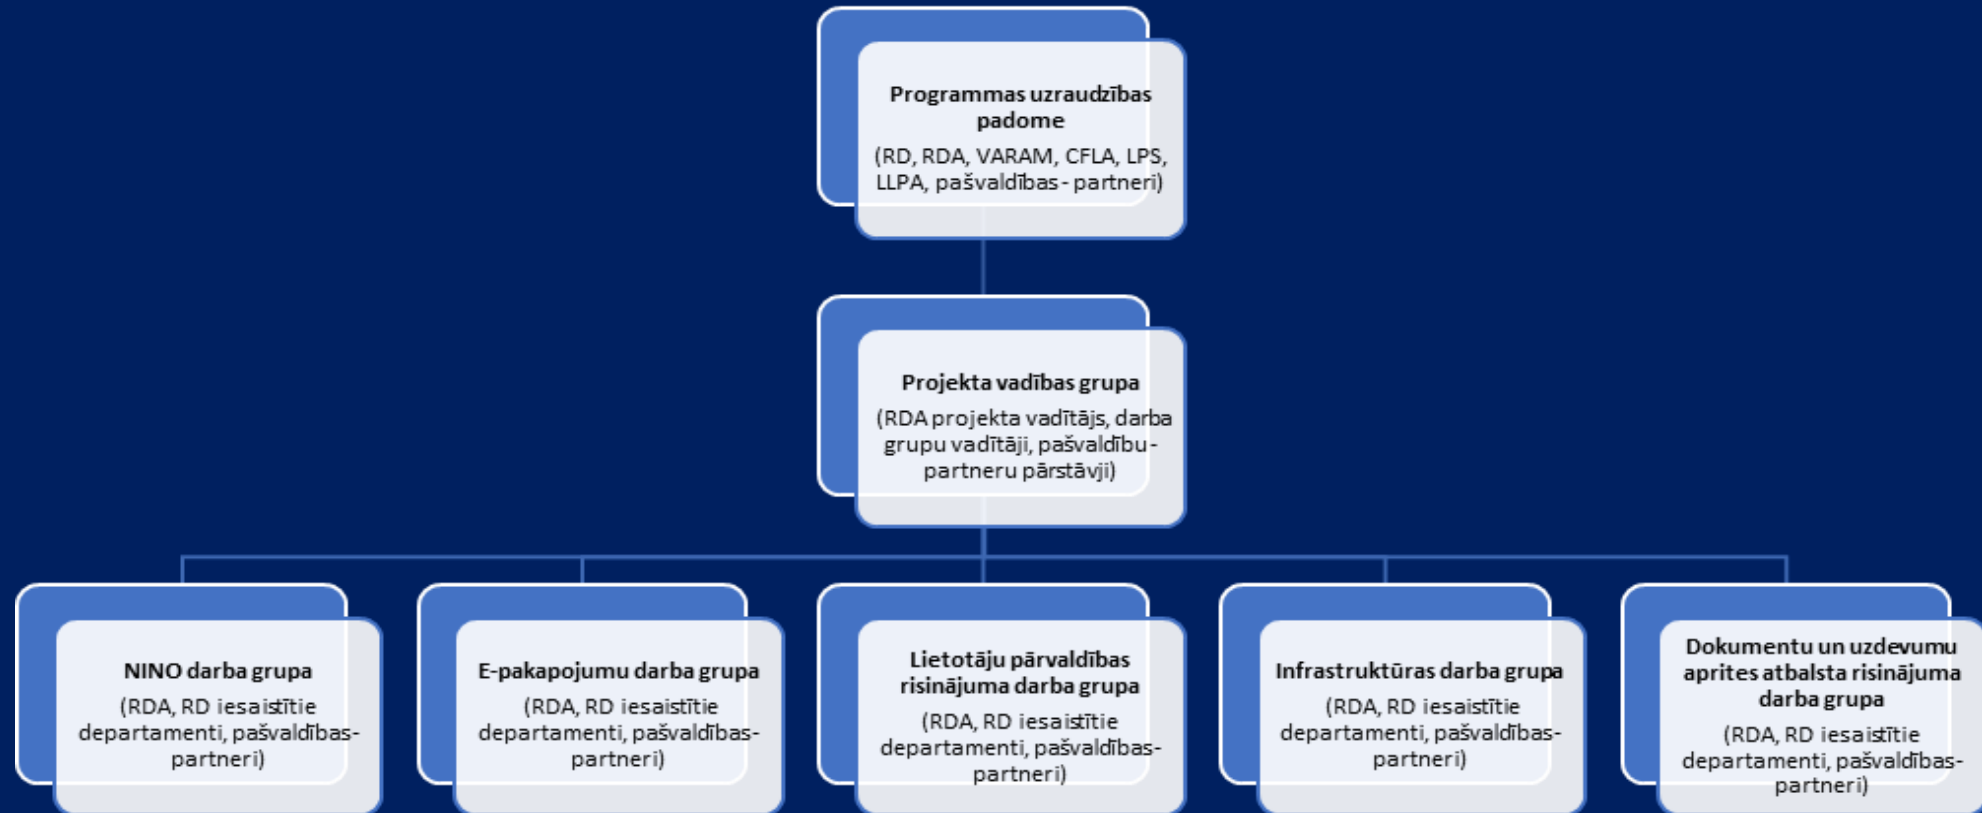 Programmas uzraudzības
padome
(RD, RDA, VARAM, CFLA, LPS,
LLPA, pašvaldības- partneri)
Projekta vadības grupa
(RDA projekta vadītājs, darba
grupu vadītāji, pašvaldību-
partneru pārstāvji)
NINO darba grupa
(RDA, RD iesaistītie
departamenti, pašvaldības-
partneri)
E-pakapojumu darba grupa
(RDA, RD iesaistītie
departamenti, pašvaldības-
partneri)
Lietotāju pārvaldības
risinājuma darba grupa
(RDA, RD iesaistītie
departamenti, pašvaldības-
partneri)
Infrastruktūras darba grupa
(RDA, RD iesaistītie
departamenti, pašvaldības-
partneri)
Dokumentu un uzdevumu
aprites atbalsta risinājuma
darba grupa
(RDA, RD iesaistītie
departamenti, pašvaldības-
partneri)